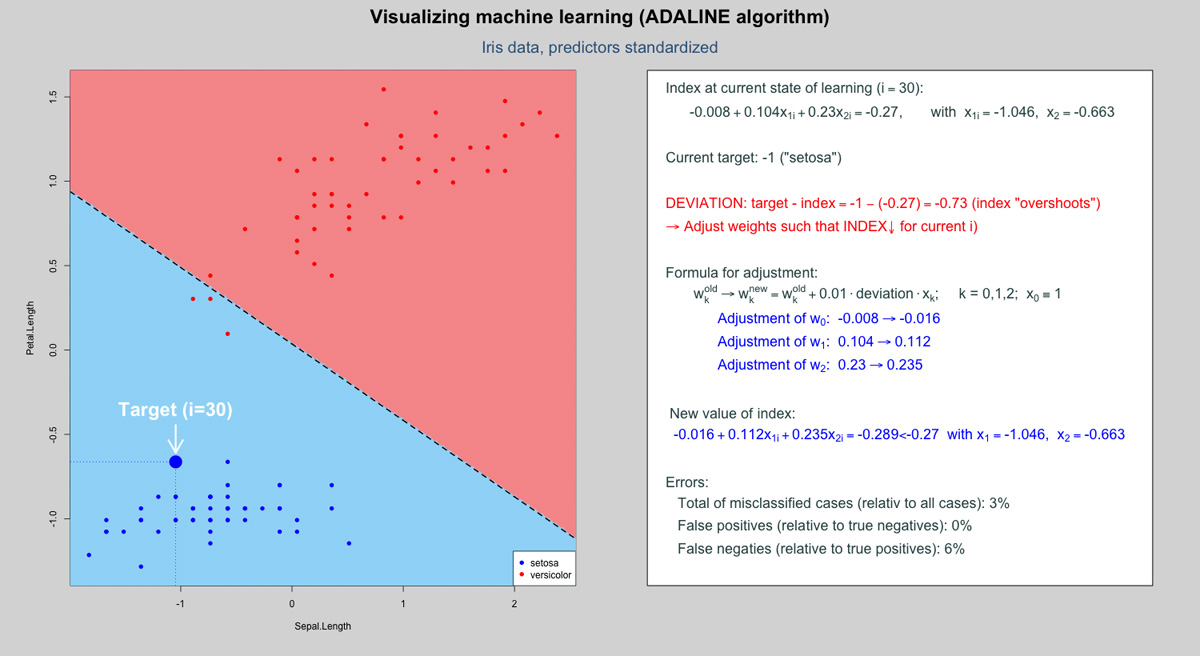 Visualizing machine learning (ADALINE algorithm)
Iris data, predictors standardized
Petal.Length
1.5
1.0
0.5
0.0
-0.5
-1.0
Target (i=30)
setosa
versicolor
-1
0
1
2
Sepal.Length
Index at current state of learning (i = 30):
-0.008 + 0.104x₁ᵢ + 0.23x₂ᵢ = -0.27, with x₁ᵢ = -1.046, x₂ = -0.663
Current target: -1 ("setosa")
DEVIATION: target - index = -1 − (-0.27) = -0.73 (index "overshoots")
→ Adjust weights such that INDEX↓ for current i)
Formula for adjustment:
wₖᵒˡᵈ → wₖⁿᵉʷ = wₖᵒˡᵈ + 0.01 · deviation · xₖ; k = 0,1,2; x₀ ≡ 1
Adjustment of w₀: -0.008 → -0.016
Adjustment of w₁: 0.104 → 0.112
Adjustment of w₂: 0.23 → 0.235
New value of index:
-0.016 + 0.112x₁ᵢ + 0.235x₂ᵢ = -0.289<-0.27 with x₁ = -1.046, x₂ = -0.663
Errors:
Total of misclassified cases (relativ to all cases): 3%
False positives (relative to true negatives): 0%
False negaties (relative to true positives): 6%